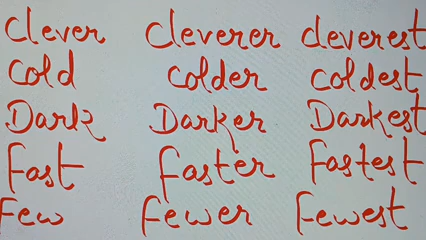 Clever Cleverer cleverest
Cold Colder coldest
Dark Darker Darkest
Fast Faster Fastest
Few Fewer Fewest